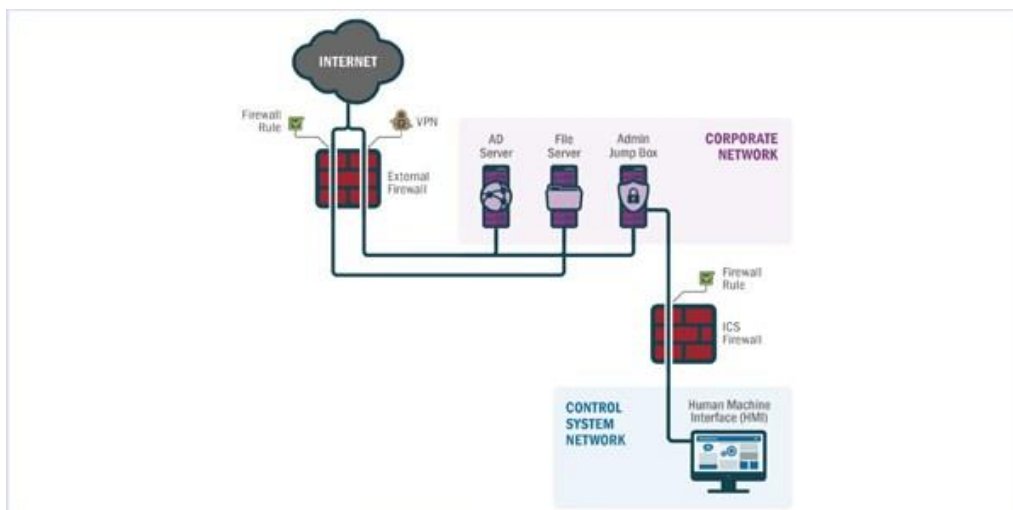 INTERNET
Firewall
Rule
VPN
External
Firewall
AD
Server
File
Server
Admin
Jump Box
CORPORATE
NETWORK
Firewall
Rule
ICS
Firewall
CONTROL
SYSTEM
NETWORK
Human Machine
Interface (HMI)